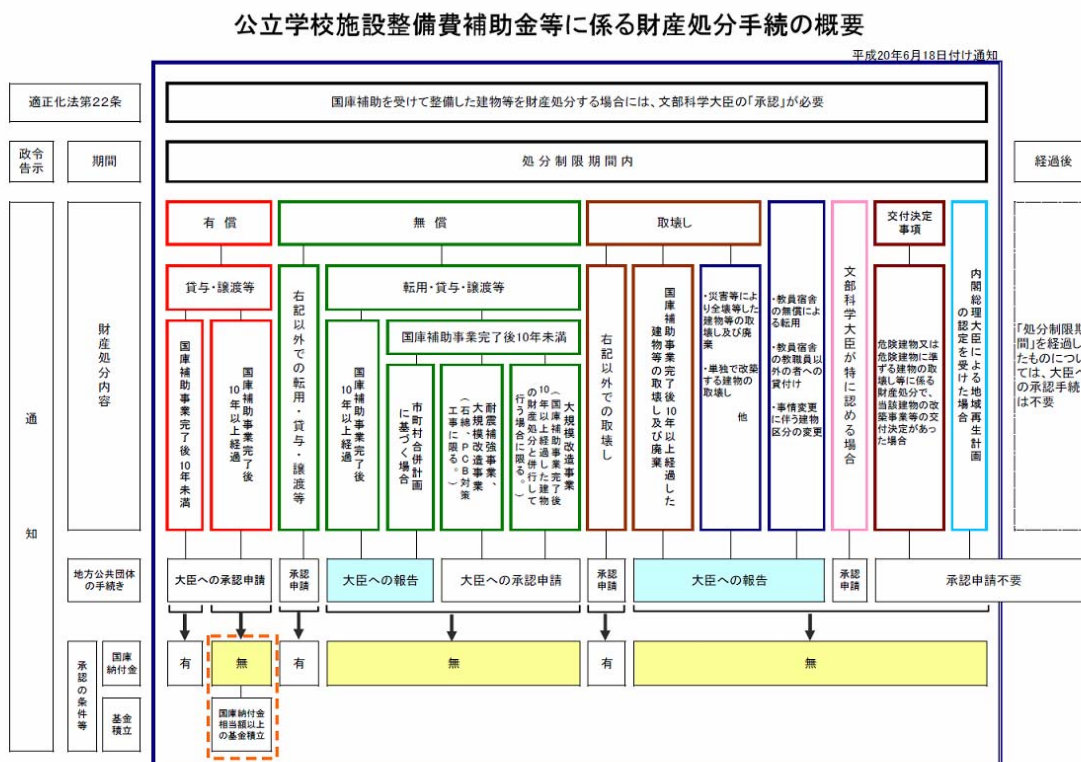 公立学校施設整備費補助金等に係る財産処分手続の概要
平成20年6月18日付け通知
適正化法第22条
国庫補助を受けて整備した建物等を財産処分する場合には、文部科学大臣の「承認」が必要
政令
告示
期間
処分制限期間内
経過後
通知
財産処分内容
有償
無償
取壊し
交付決定
事項
貸与・譲渡等
国庫補助事業完了後10年未満
国庫補助事業完了後
10年以上経過
右記以外での転用・貸与・譲渡等
転用・貸与・譲渡等
国庫補助事業完了後
10年以上経過
国庫補助事業完了後10年未満
市町村合併計画
に基づく場合
耐震補強事業、
大規模改造事業
(石綿、PCB対策
工事に限る。)
大規模改造事業
(国庫補助事業完了後
10年以上経過した建物
の財産処分と併行して
行う場合に限る。)
右記以外での取壊し
国庫補助事業完了後10年以上経過した
建物等の取壊し及び廃棄
・災害等によ
り全壊等した
建物等の取
壊し及び廃
棄
・単独で改築
する建物の
取壊し
他
・教員宿舎
の無償によ
る転用
・教員宿舎
の教職員以
外の者への
貸付け
・事情変更
に伴う建物
区分の変更
文部科学大臣が特に認める場合
危険建物又は
危険建物に準
ずる建物の取
壊し等に係る
財産処分で、
当該建物の改
築事業等の交
付決定があっ
た場合
内閣総理大臣による地域再生計画
の認定を受けた場合
「処分制限期
間」を経過し
たものについ
ては、大臣へ
の承認手続
は不要
地方公共団体
の手続き
大臣への承認申請
承認
申請
大臣への報告
大臣への承認申請
承認
申請
大臣への報告
承認
申請
承認申請不要
承認の条件等
国庫
納付金
有
無
有
無
有
無
基金
積立
国庫納付金
相当額以上
の基金積立